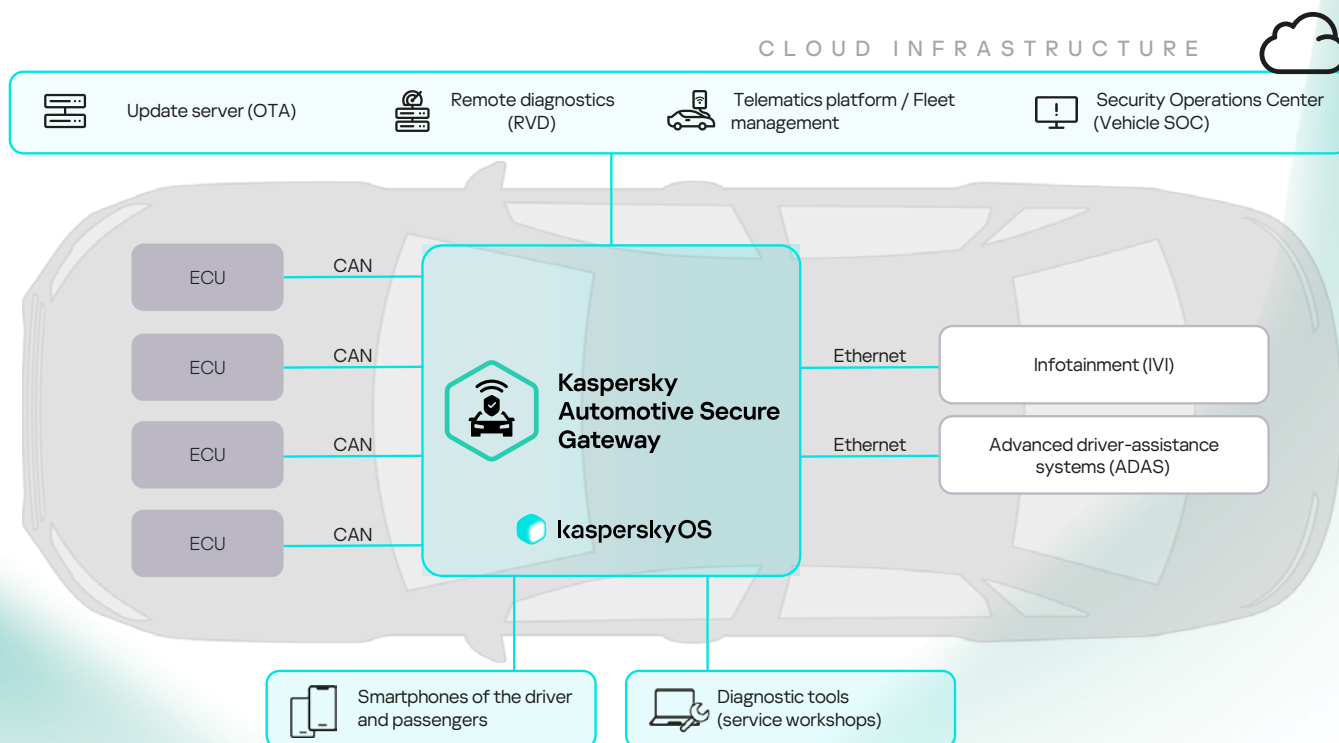 CLOUD INFRASTRUCTURE
Update server (OTA)
Remote diagnostics
(RVD)
Telematics platform / Fleet
management
Security Operations Center
(Vehicle SOC)
ECU
CAN
ECU
CAN
ECU
CAN
ECU
CAN
Kaspersky
Automotive Secure
Gateway
kasperskyOS
Ethernet
Infotainment (IVI)
Ethernet
Advanced driver-assistance
systems (ADAS)
Smartphones of the driver
and passengers
Diagnostic tools
(service workshops)